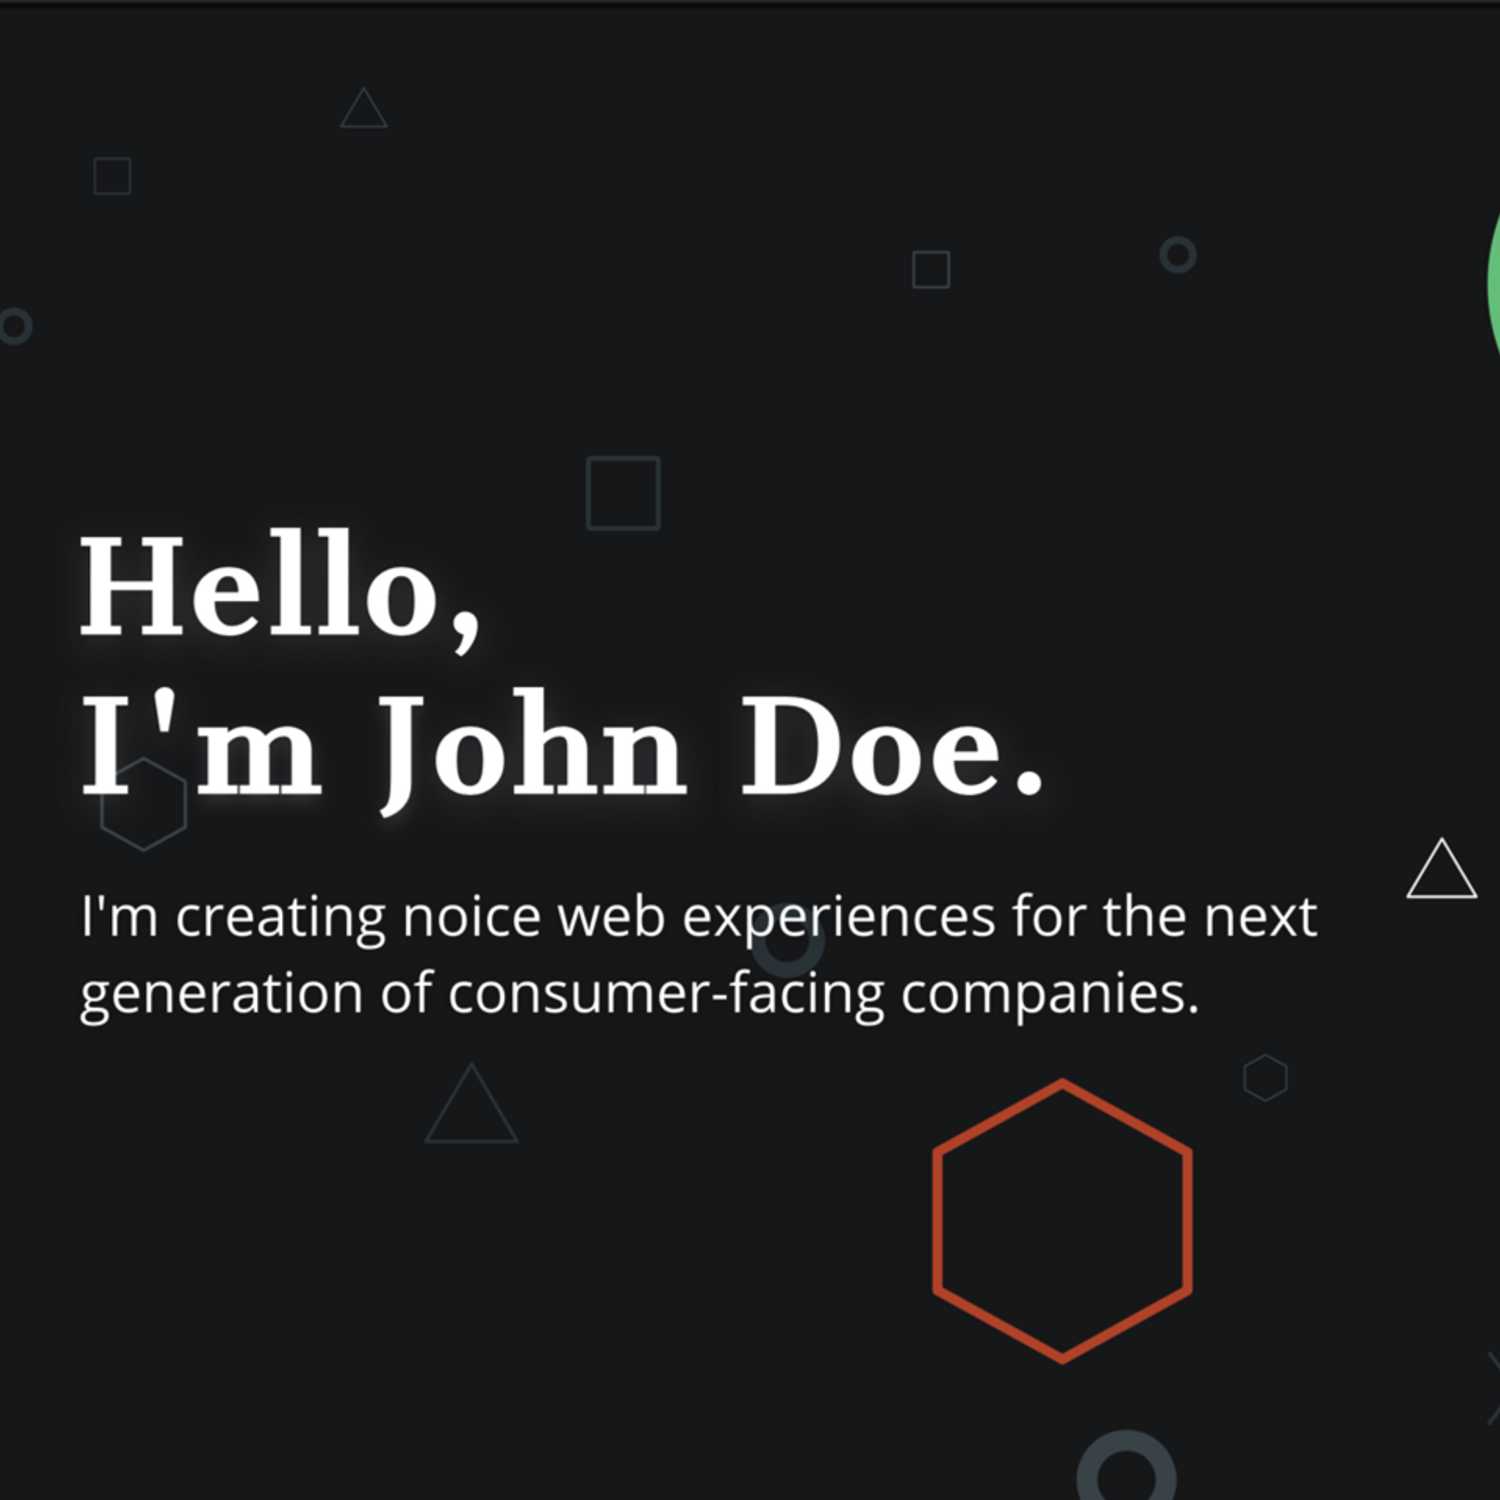 Hello,
I'm John Doe.
I'm creating noice web experiences for the next
generation of consumer-facing companies.